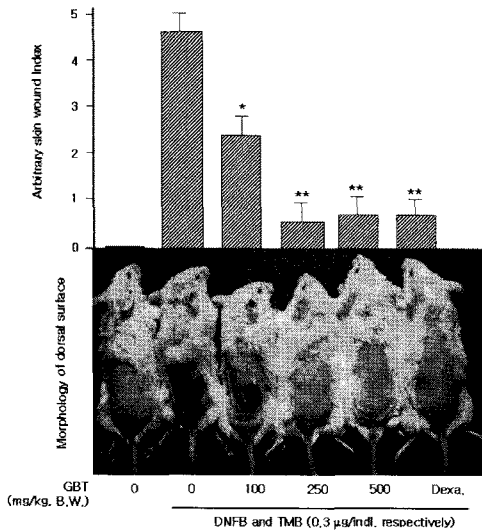 Arbitrary skin wound Index
5
4
3
2
1
0
*
**
**
**
Morphology of dorsal surface
GBT 0 0 100 250 500 Dexa.
(mg/kg, B.W.)
DNFB and TMB (0.3 μg/indi. respectively)